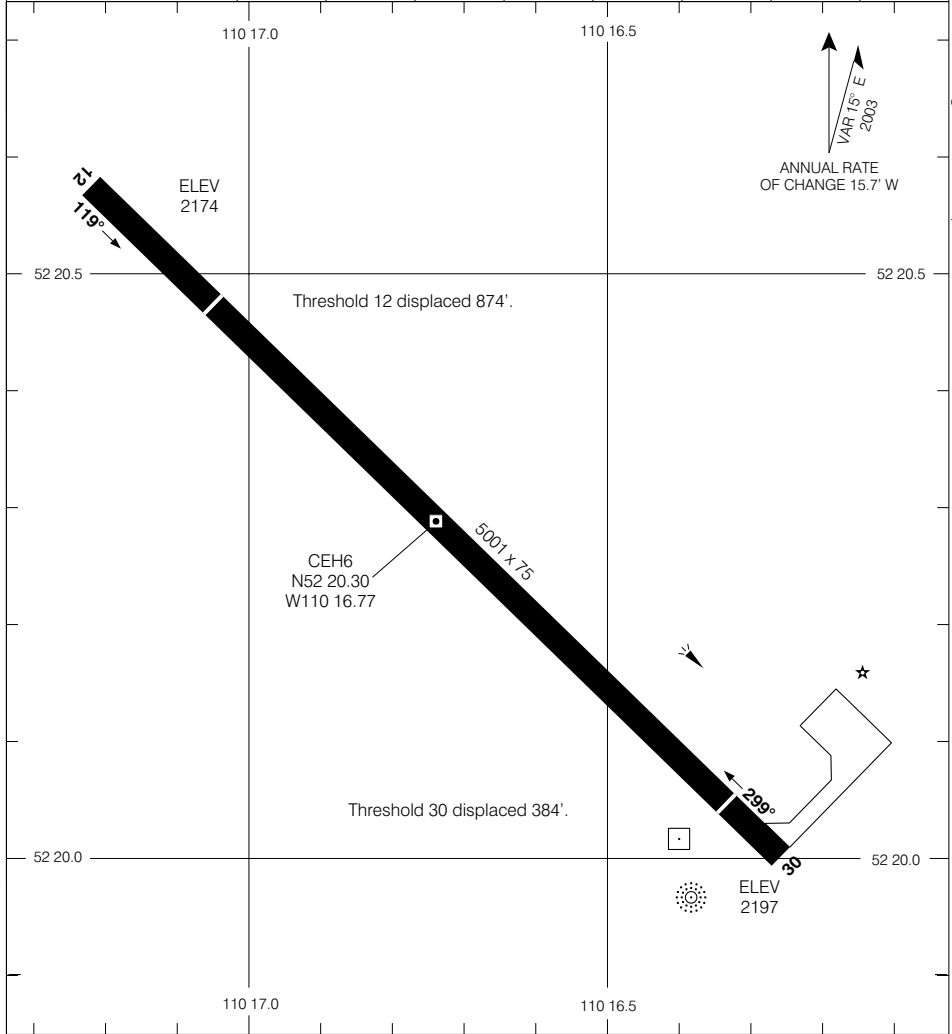 110 17.0
110 16.5
VAR 15° E
2003
ANNUAL RATE
OF CHANGE 15.7' W
12
119°
ELEV
2174
52 20.5
52 20.5
Threshold 12 displaced 874'.
5001 x 75
CEH6
N52 20.30
W110 16.77
299°
Threshold 30 displaced 384'.
52 20.0
52 20.0
30
ELEV
2197
110 17.0
110 16.5